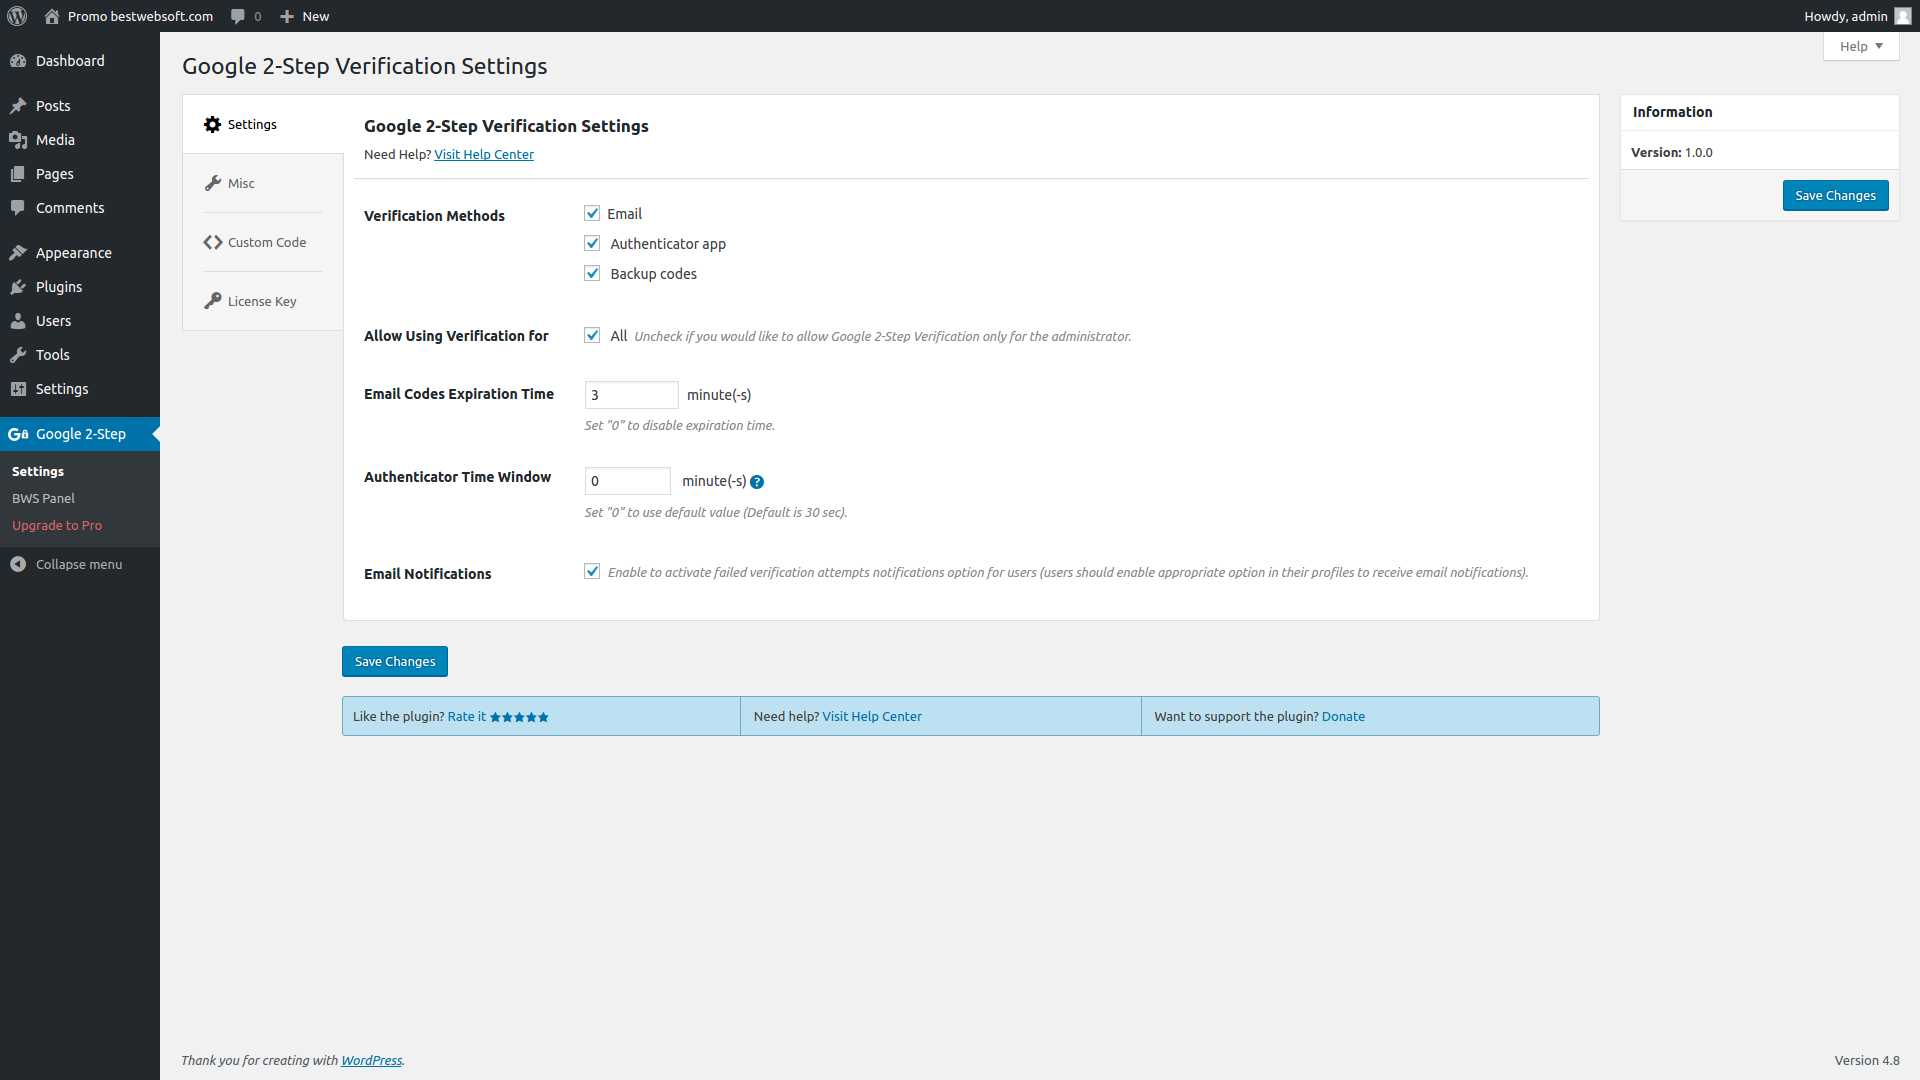 Promo bestwebsoft.com 0 New Howdy, admin
Help
Dashboard
Posts
Media
Pages
Comments
Appearance
Plugins
Users
Tools
Settings
Google 2-Step
Settings
BWS Panel
Upgrade to Pro
Collapse menu
Google 2-Step Verification Settings
Settings
Misc
Custom Code
License Key
Google 2-Step Verification Settings
Need Help? Visit Help Center
Verification Methods
Email
Authenticator app
Backup codes
Allow Using Verification for
All Uncheck if you would like to allow Google 2-Step Verification only for the administrator.
Email Codes Expiration Time
3 minute(-s)
Set "0" to disable expiration time.
Authenticator Time Window
0 minute(-s) ?
Set "0" to use default value (Default is 30 sec).
Email Notifications
Enable to activate failed verification attempts notifications option for users (users should enable appropriate option in their profiles to receive email notifications).
Save Changes
Like the plugin? Rate it ★★★★★
Need help? Visit Help Center
Want to support the plugin? Donate
Information
Version: 1.0.0
Save Changes
Thank you for creating with WordPress.
Version 4.8